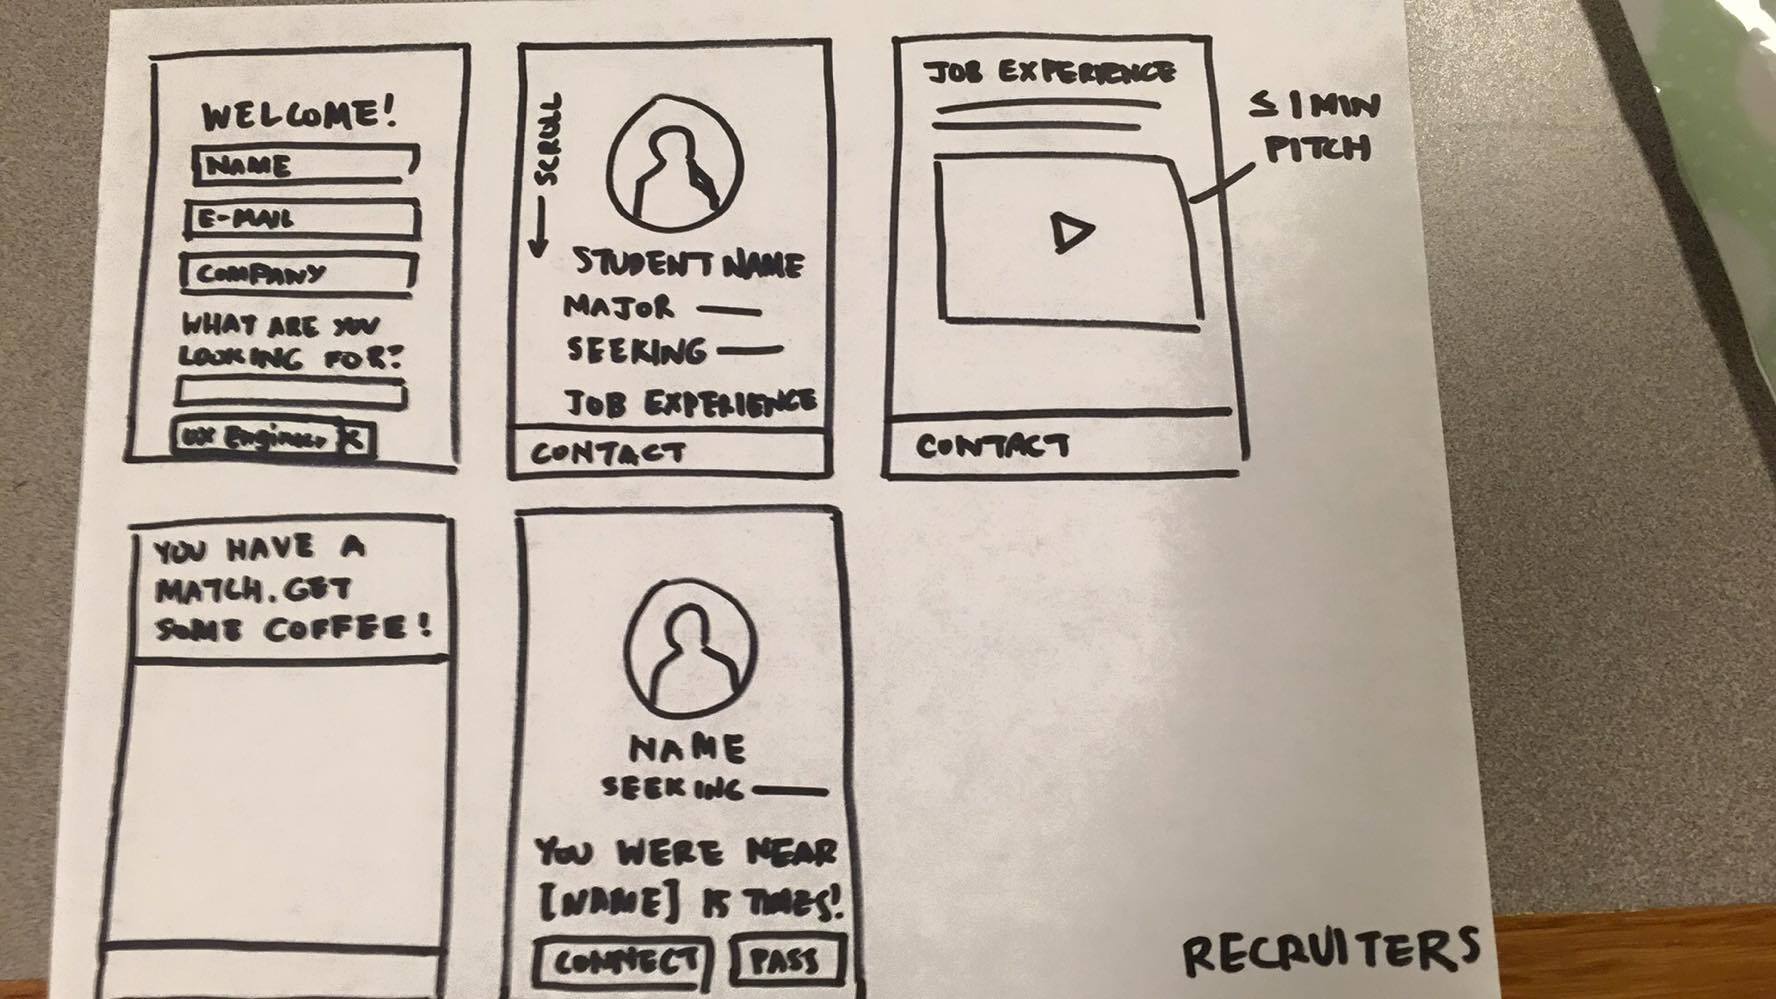 WELCOME!
NAME
E-MAIL
COMPANY
WHAT ARE YOU
LOOKING FOR?
UX Engineer X
SCROLL
STUDENT NAME
MAJOR
SEEKING
JOB EXPERIENCE
CONTACT
JOB EXPERIENCE
≤ 1 MIN
PITCH
CONTACT
YOU HAVE A
MATCH. GET
SOME COFFEE!
NAME
SEEKING
YOU WERE NEAR
[NAME] 15 TIMES!
CONNECT
PASS
RECRUITERS